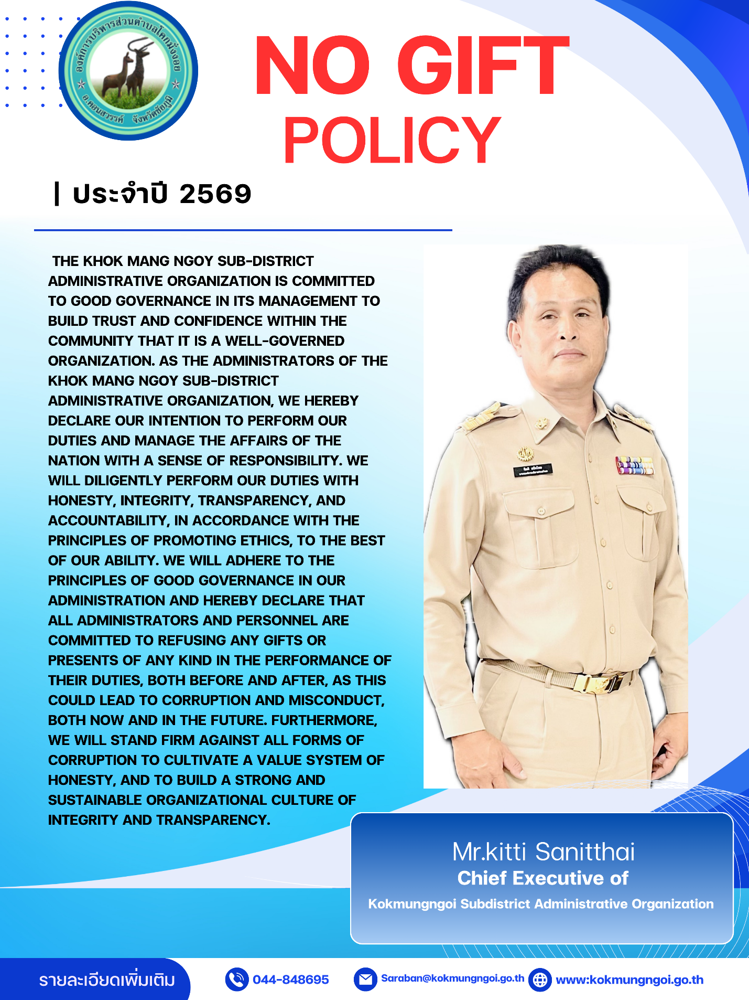 องค์การบริหารส่วนตำบลโคกมั่งงอย
อ.คอนสวรรค์ จังหวัดชัยภูมิ
NO GIFT
POLICY
| ประจำปี 2569
THE KHOK MANG NGOY SUB-DISTRICT
ADMINISTRATIVE ORGANIZATION IS COMMITTED
TO GOOD GOVERNANCE IN ITS MANAGEMENT TO
BUILD TRUST AND CONFIDENCE WITHIN THE
COMMUNITY THAT IT IS A WELL-GOVERNED
ORGANIZATION. AS THE ADMINISTRATORS OF THE
KHOK MANG NGOY SUB-DISTRICT
ADMINISTRATIVE ORGANIZATION, WE HEREBY
DECLARE OUR INTENTION TO PERFORM OUR
DUTIES AND MANAGE THE AFFAIRS OF THE
NATION WITH A SENSE OF RESPONSIBILITY. WE
WILL DILIGENTLY PERFORM OUR DUTIES WITH
HONESTY, INTEGRITY, TRANSPARENCY, AND
ACCOUNTABILITY, IN ACCORDANCE WITH THE
PRINCIPLES OF PROMOTING ETHICS, TO THE BEST
OF OUR ABILITY. WE WILL ADHERE TO THE
PRINCIPLES OF GOOD GOVERNANCE IN OUR
ADMINISTRATION AND HEREBY DECLARE THAT
ALL ADMINISTRATORS AND PERSONNEL ARE
COMMITTED TO REFUSING ANY GIFTS OR
PRESENTS OF ANY KIND IN THE PERFORMANCE OF
THEIR DUTIES, BOTH BEFORE AND AFTER, AS THIS
COULD LEAD TO CORRUPTION AND MISCONDUCT,
BOTH NOW AND IN THE FUTURE. FURTHERMORE,
WE WILL STAND FIRM AGAINST ALL FORMS OF
CORRUPTION TO CULTIVATE A VALUE SYSTEM OF
HONESTY, AND TO BUILD A STRONG AND
SUSTAINABLE ORGANIZATIONAL CULTURE OF
INTEGRITY AND TRANSPARENCY.
Mr.kitti Sanitthai
Chief Executive of
Kokmungngoi Subdistrict Administrative Organization
รายละเอียดเพิ่มเติม
044-848695
Saraban@kokmungngoi.go.th
www:kokmungngoi.go.th